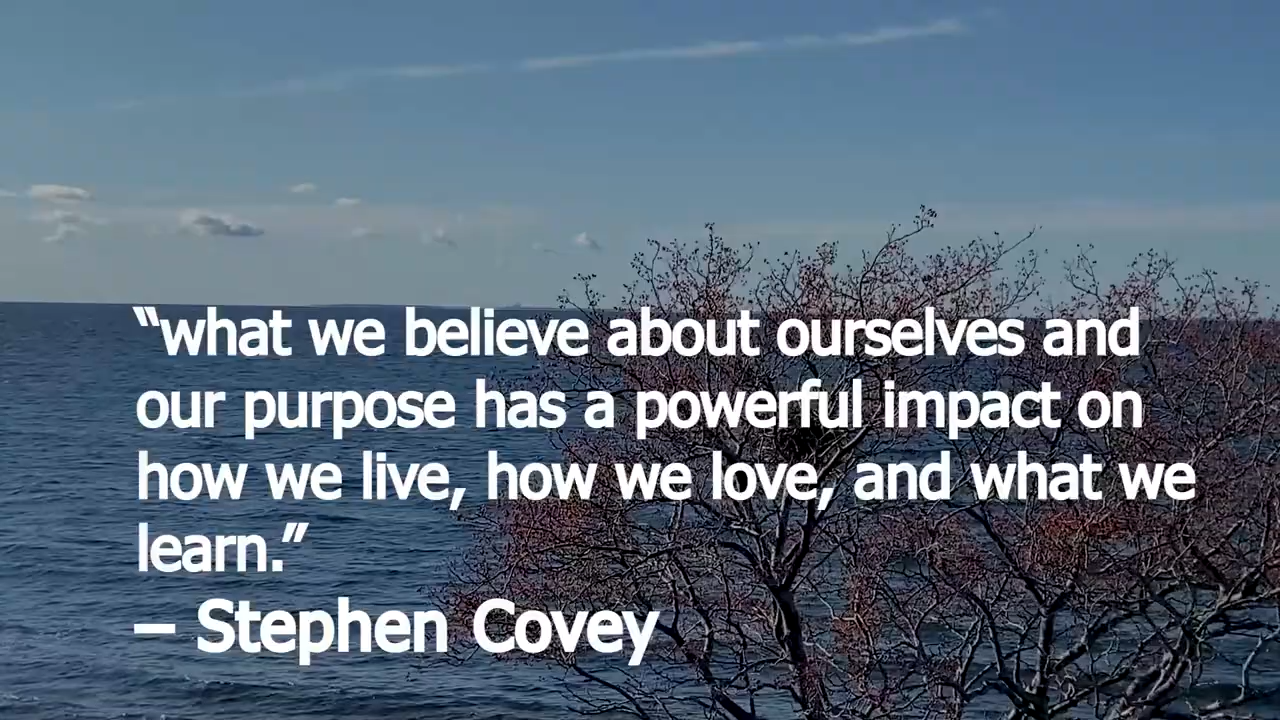 “what we believe about ourselves and
our purpose has a powerful impact on
how we live, how we love, and what we
learn.”
– Stephen Covey